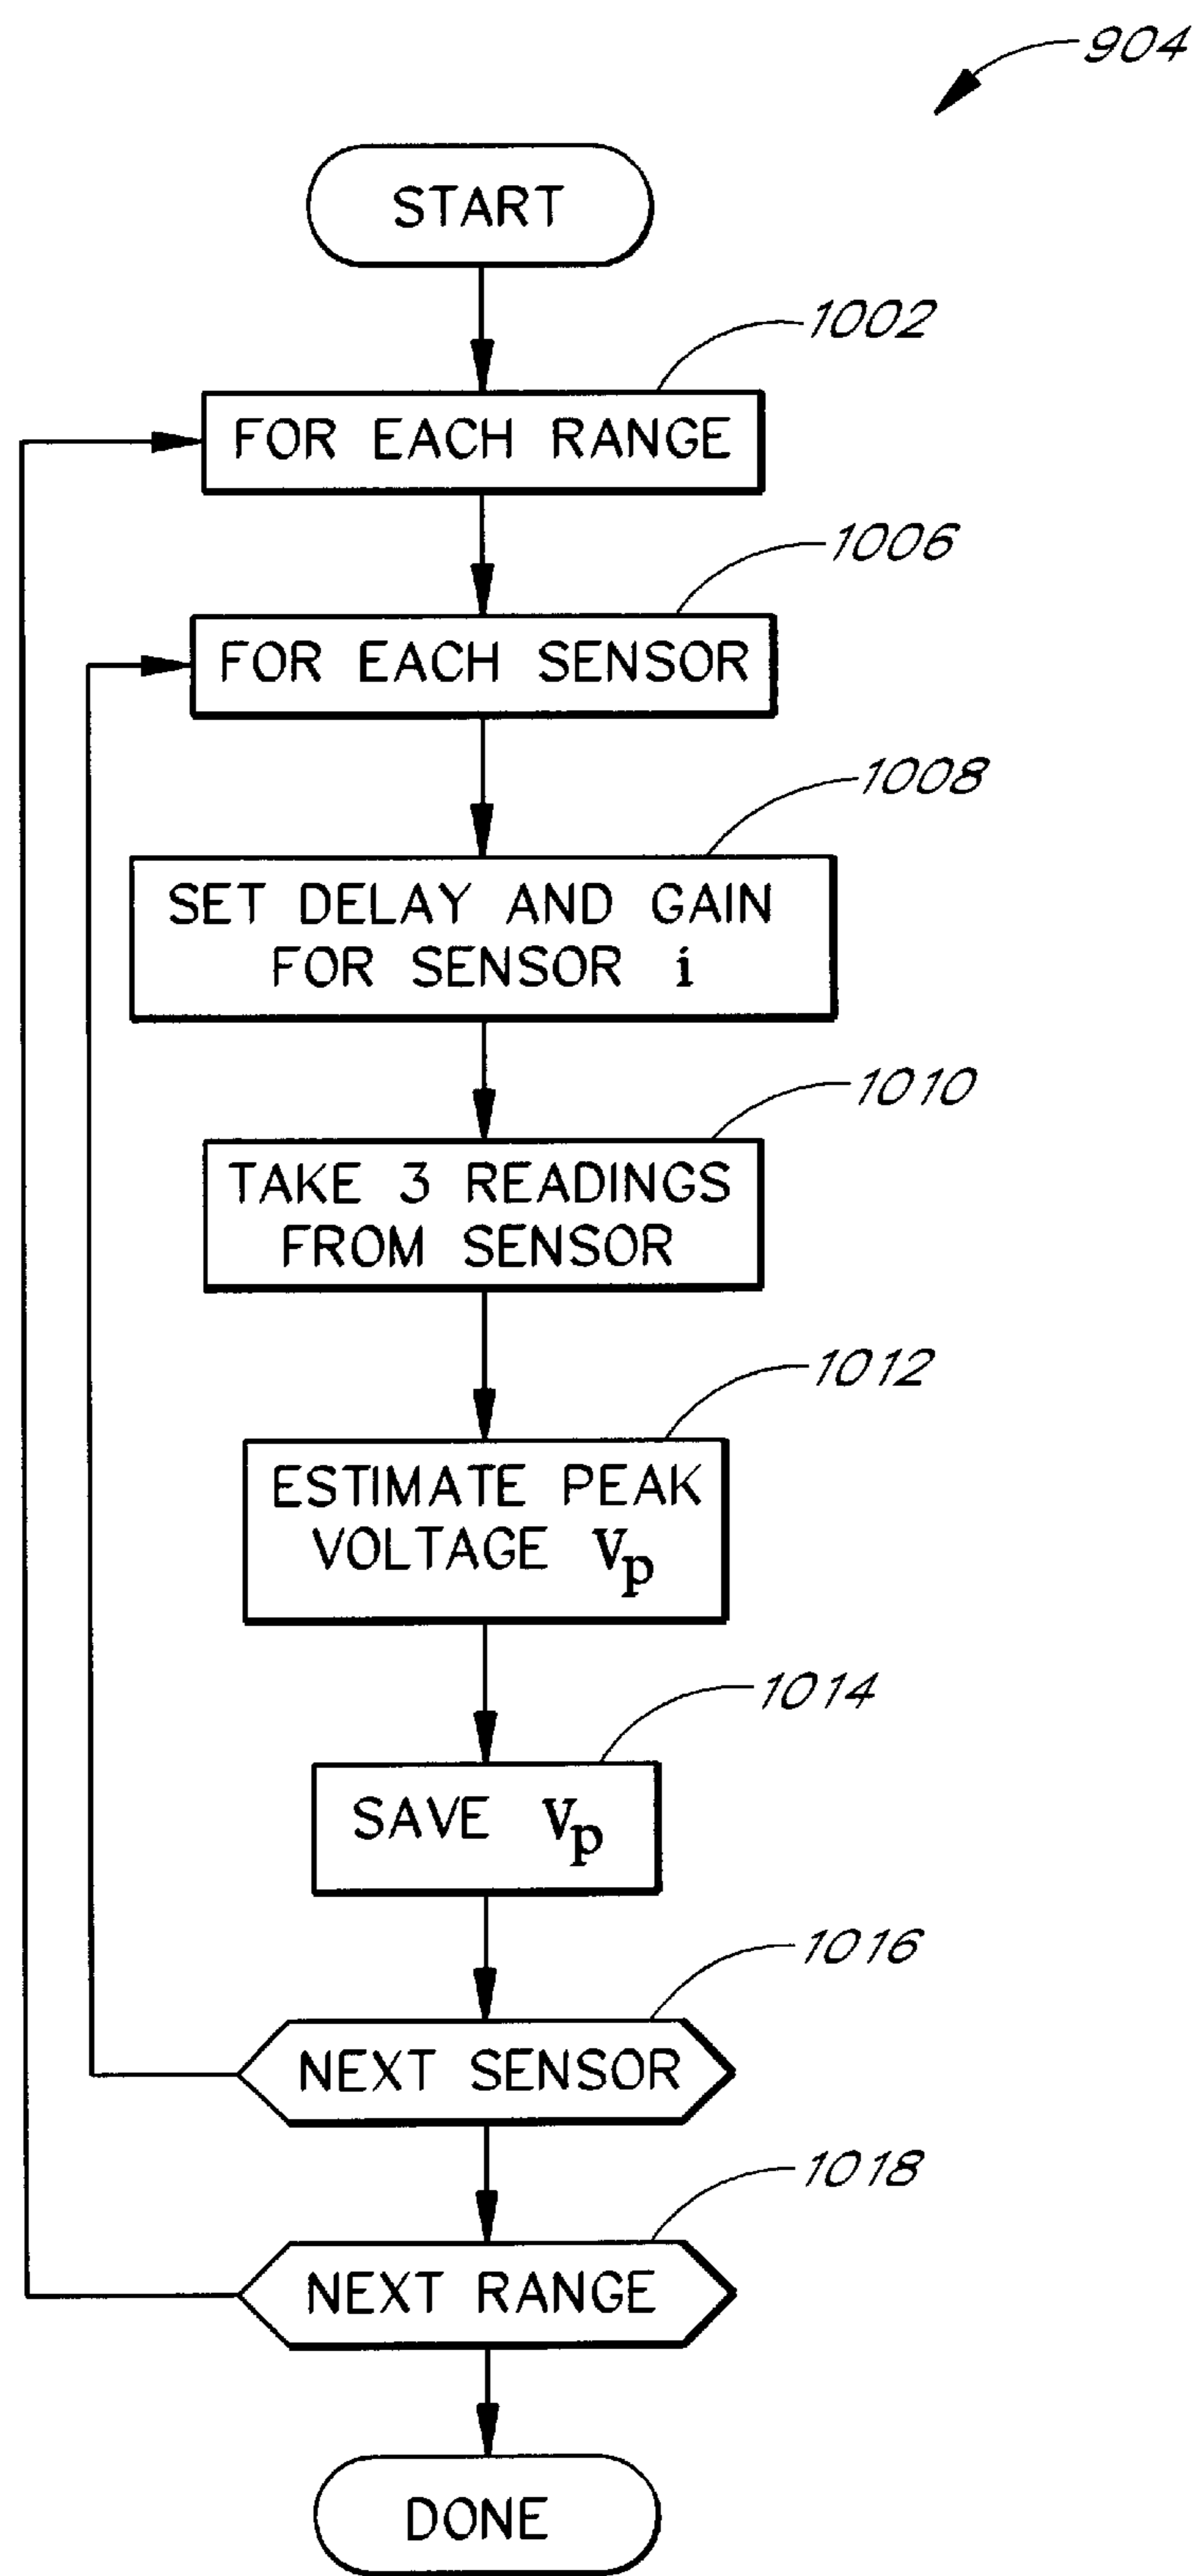 904
START
1002
FOR EACH RANGE
1006
FOR EACH SENSOR
1008
SET DELAY AND GAIN
FOR SENSOR i
1010
TAKE 3 READINGS
FROM SENSOR
1012
ESTIMATE PEAK
VOLTAGE Vp
1014
SAVE Vp
1016
NEXT SENSOR
1018
NEXT RANGE
DONE